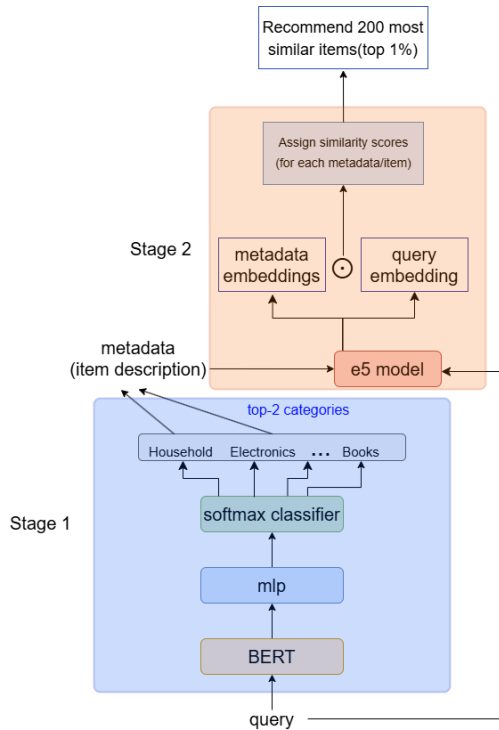 Recommend 200 most
similar items(top 1%)
Assign similarity scores
(for each metadata/item)
Stage 2
metadata
embeddings
query
embedding
metadata
(item description)
e5 model
top-2 categories
Household Electronics ... Books
Stage 1
softmax classifier
mlp
BERT
query